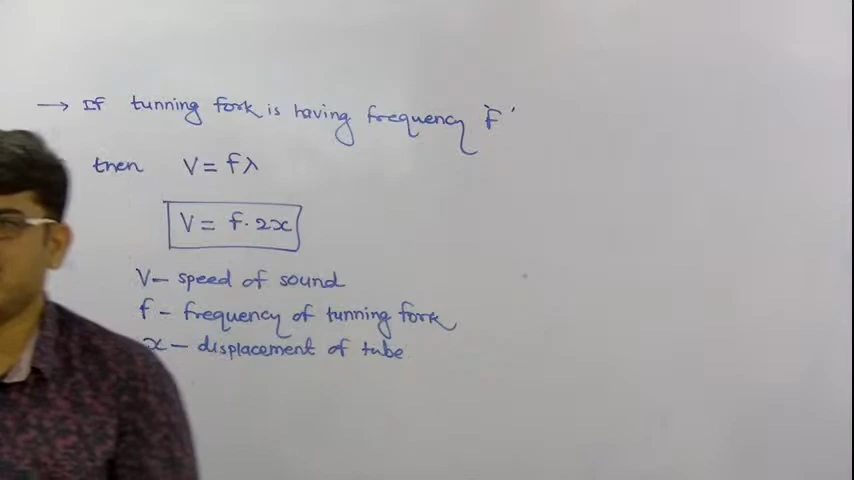 → If tunning fork is having frequency 'f'
then V = fλ
V = f·2x
V – speed of sound
f – frequency of tunning fork
x – displacement of tube